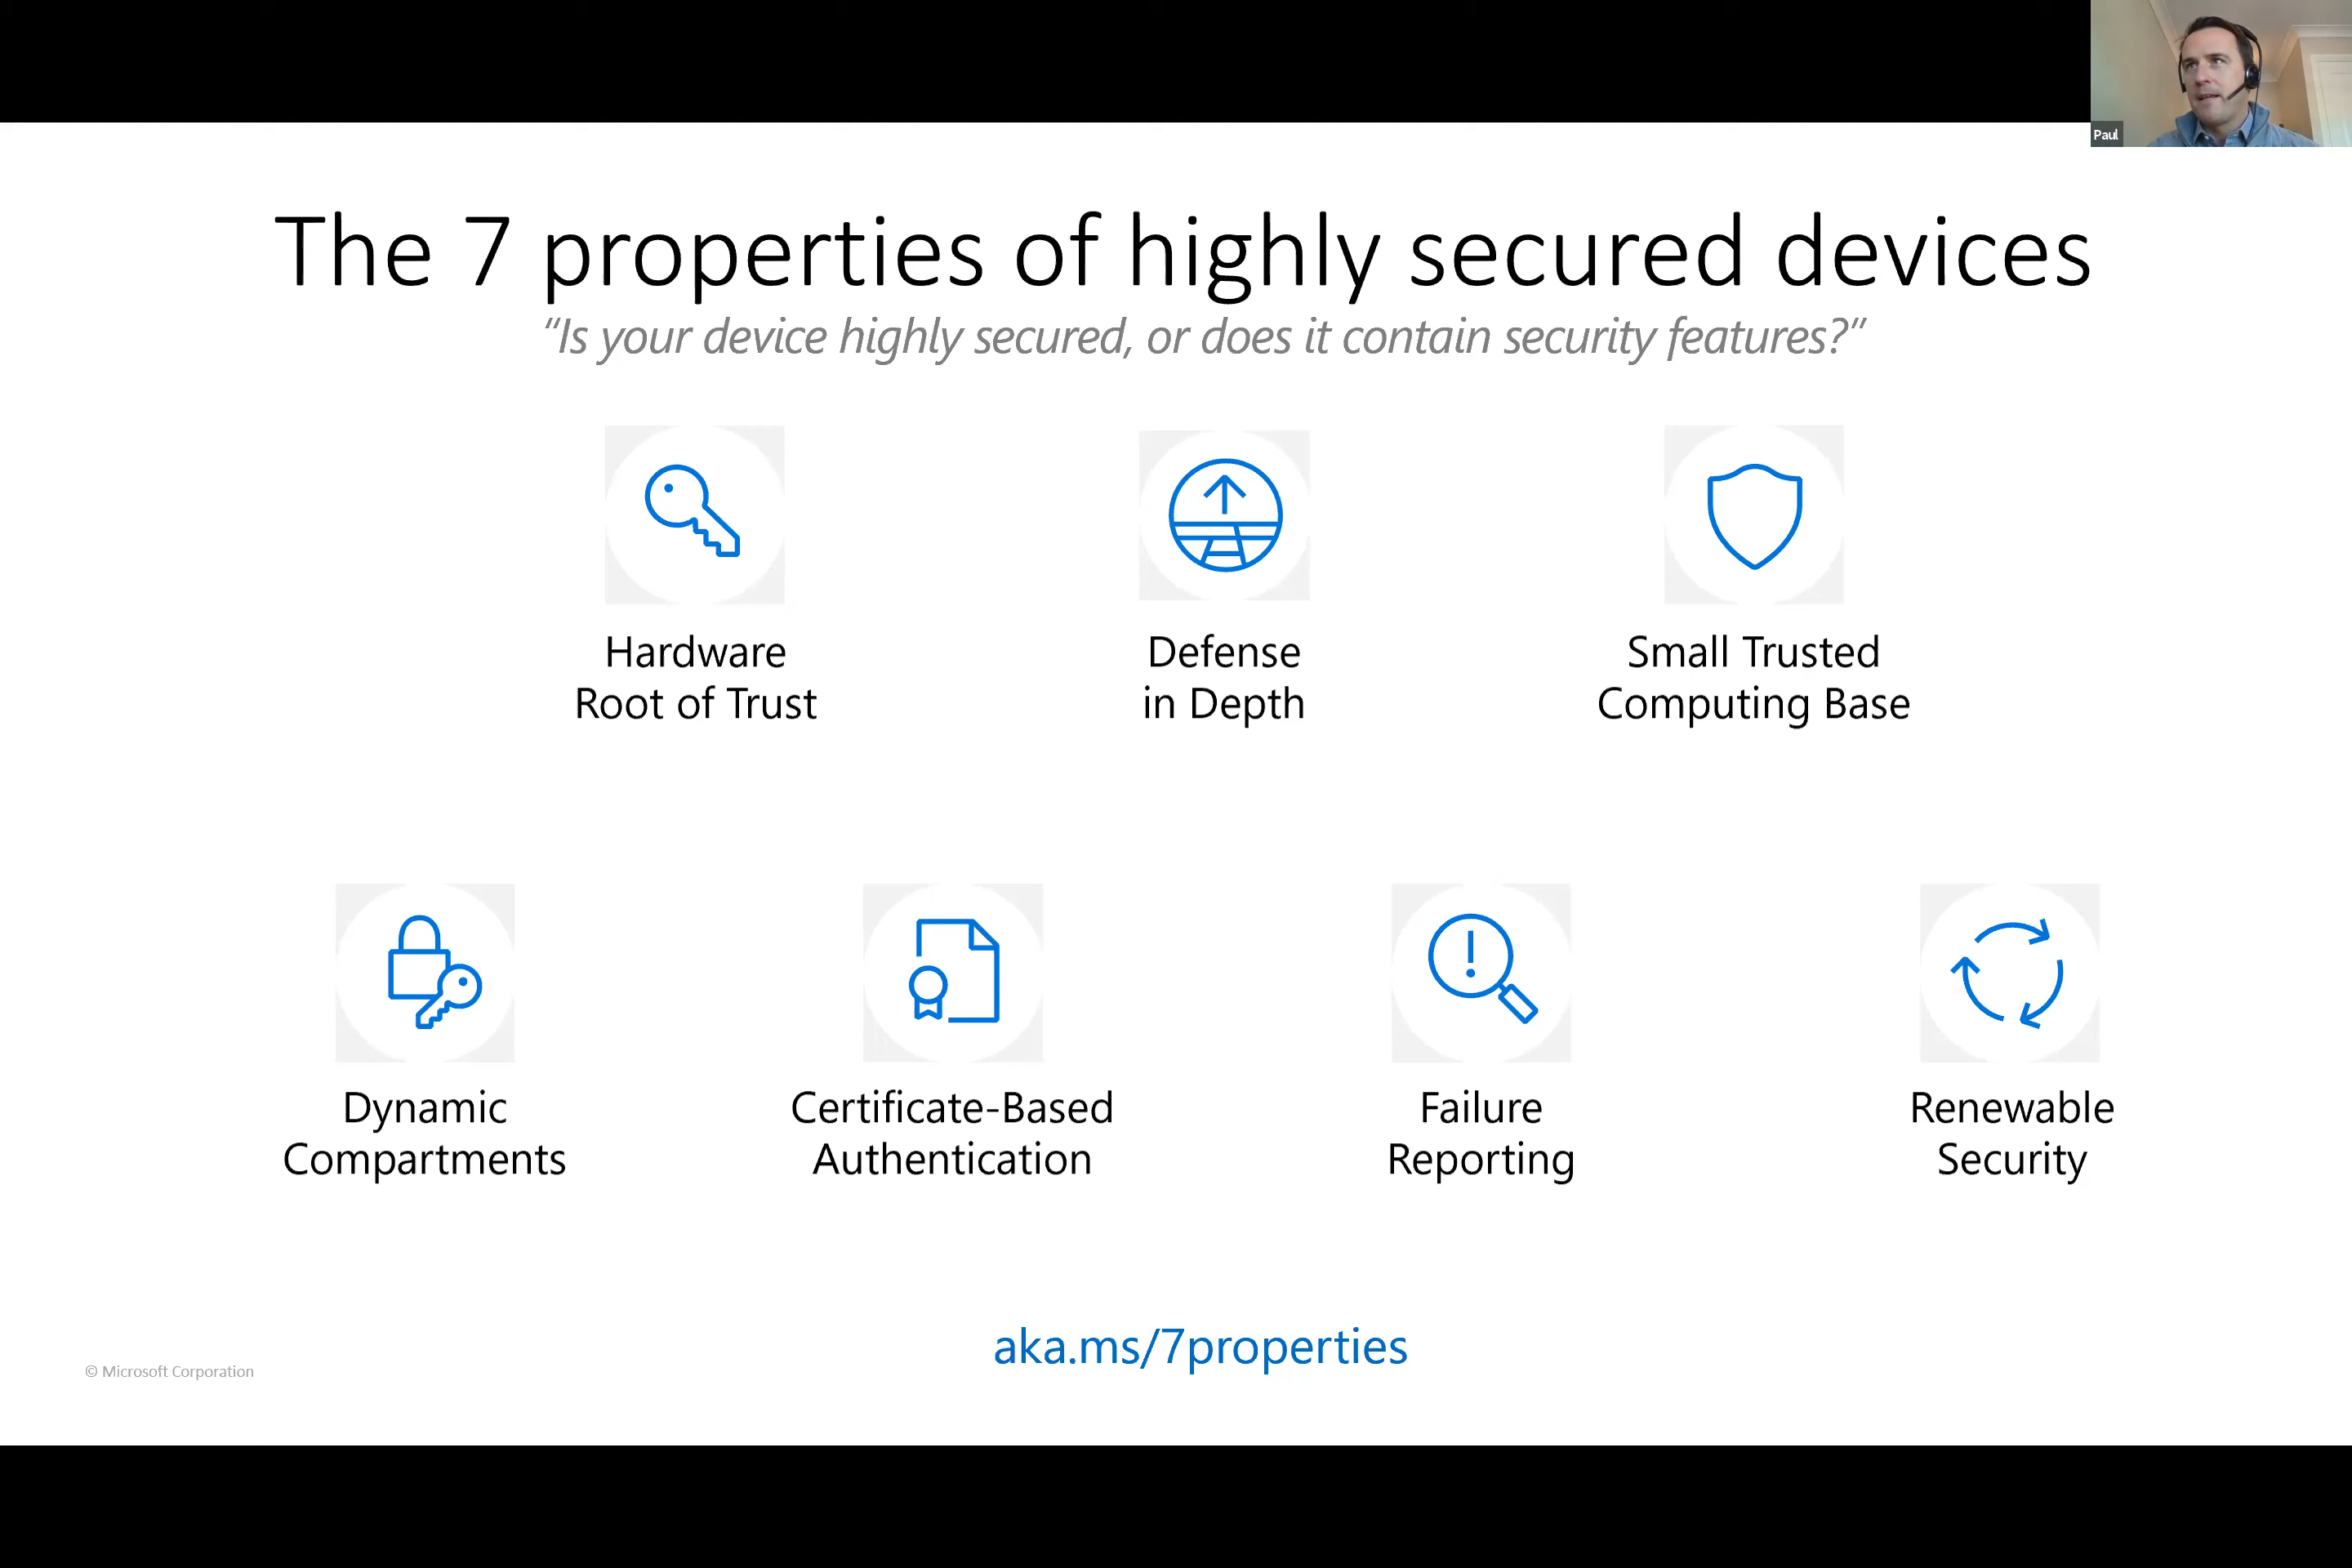 Paul
The 7 properties of highly secured devices
“Is your device highly secured, or does it contain security features?”
Hardware
Root of Trust
Defense
in Depth
Small Trusted
Computing Base
Dynamic
Compartments
Certificate-Based
Authentication
Failure
Reporting
Renewable
Security
aka.ms/7properties
© Microsoft Corporation